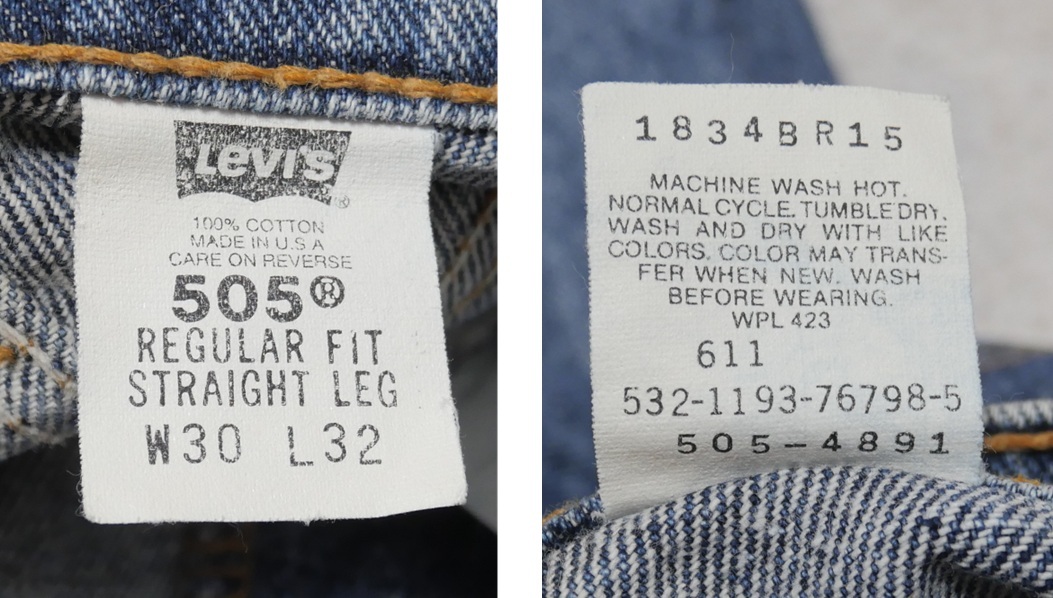 Levi's®
100% COTTON
MADE IN U.S.A
CARE ON REVERSE
505®
REGULAR FIT
STRAIGHT LEG
W30 L32
1834BR15
MACHINE WASH HOT.
NORMAL CYCLE. TUMBLE DRY.
WASH AND DRY WITH LIKE
COLORS. COLOR MAY TRANS-
FER WHEN NEW. WASH
BEFORE WEARING.
WPL 423
611
532-1193-76798-5
505-4891